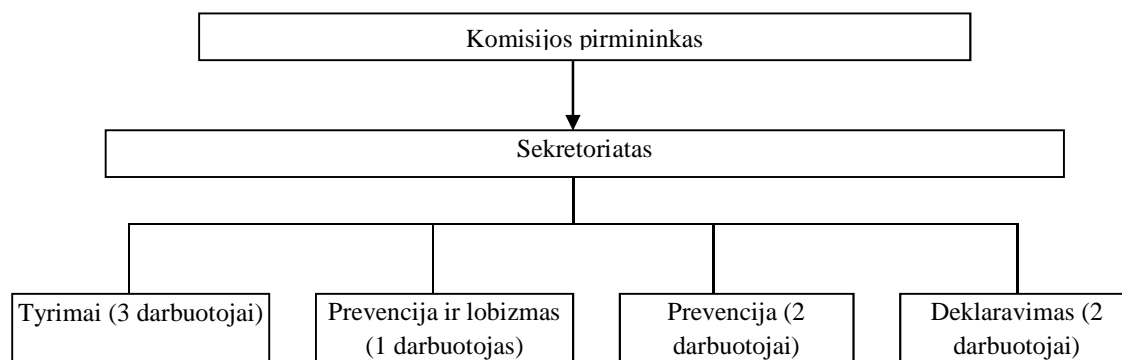 Komisijos pirmininkas
Sekretoriatas
Tyrimai (3 darbuotojai)
Prevencija ir lobizmas
(1 darbuotojas)
Prevencija (2
darbuotojai)
Deklaravimas (2
darbuotojai)